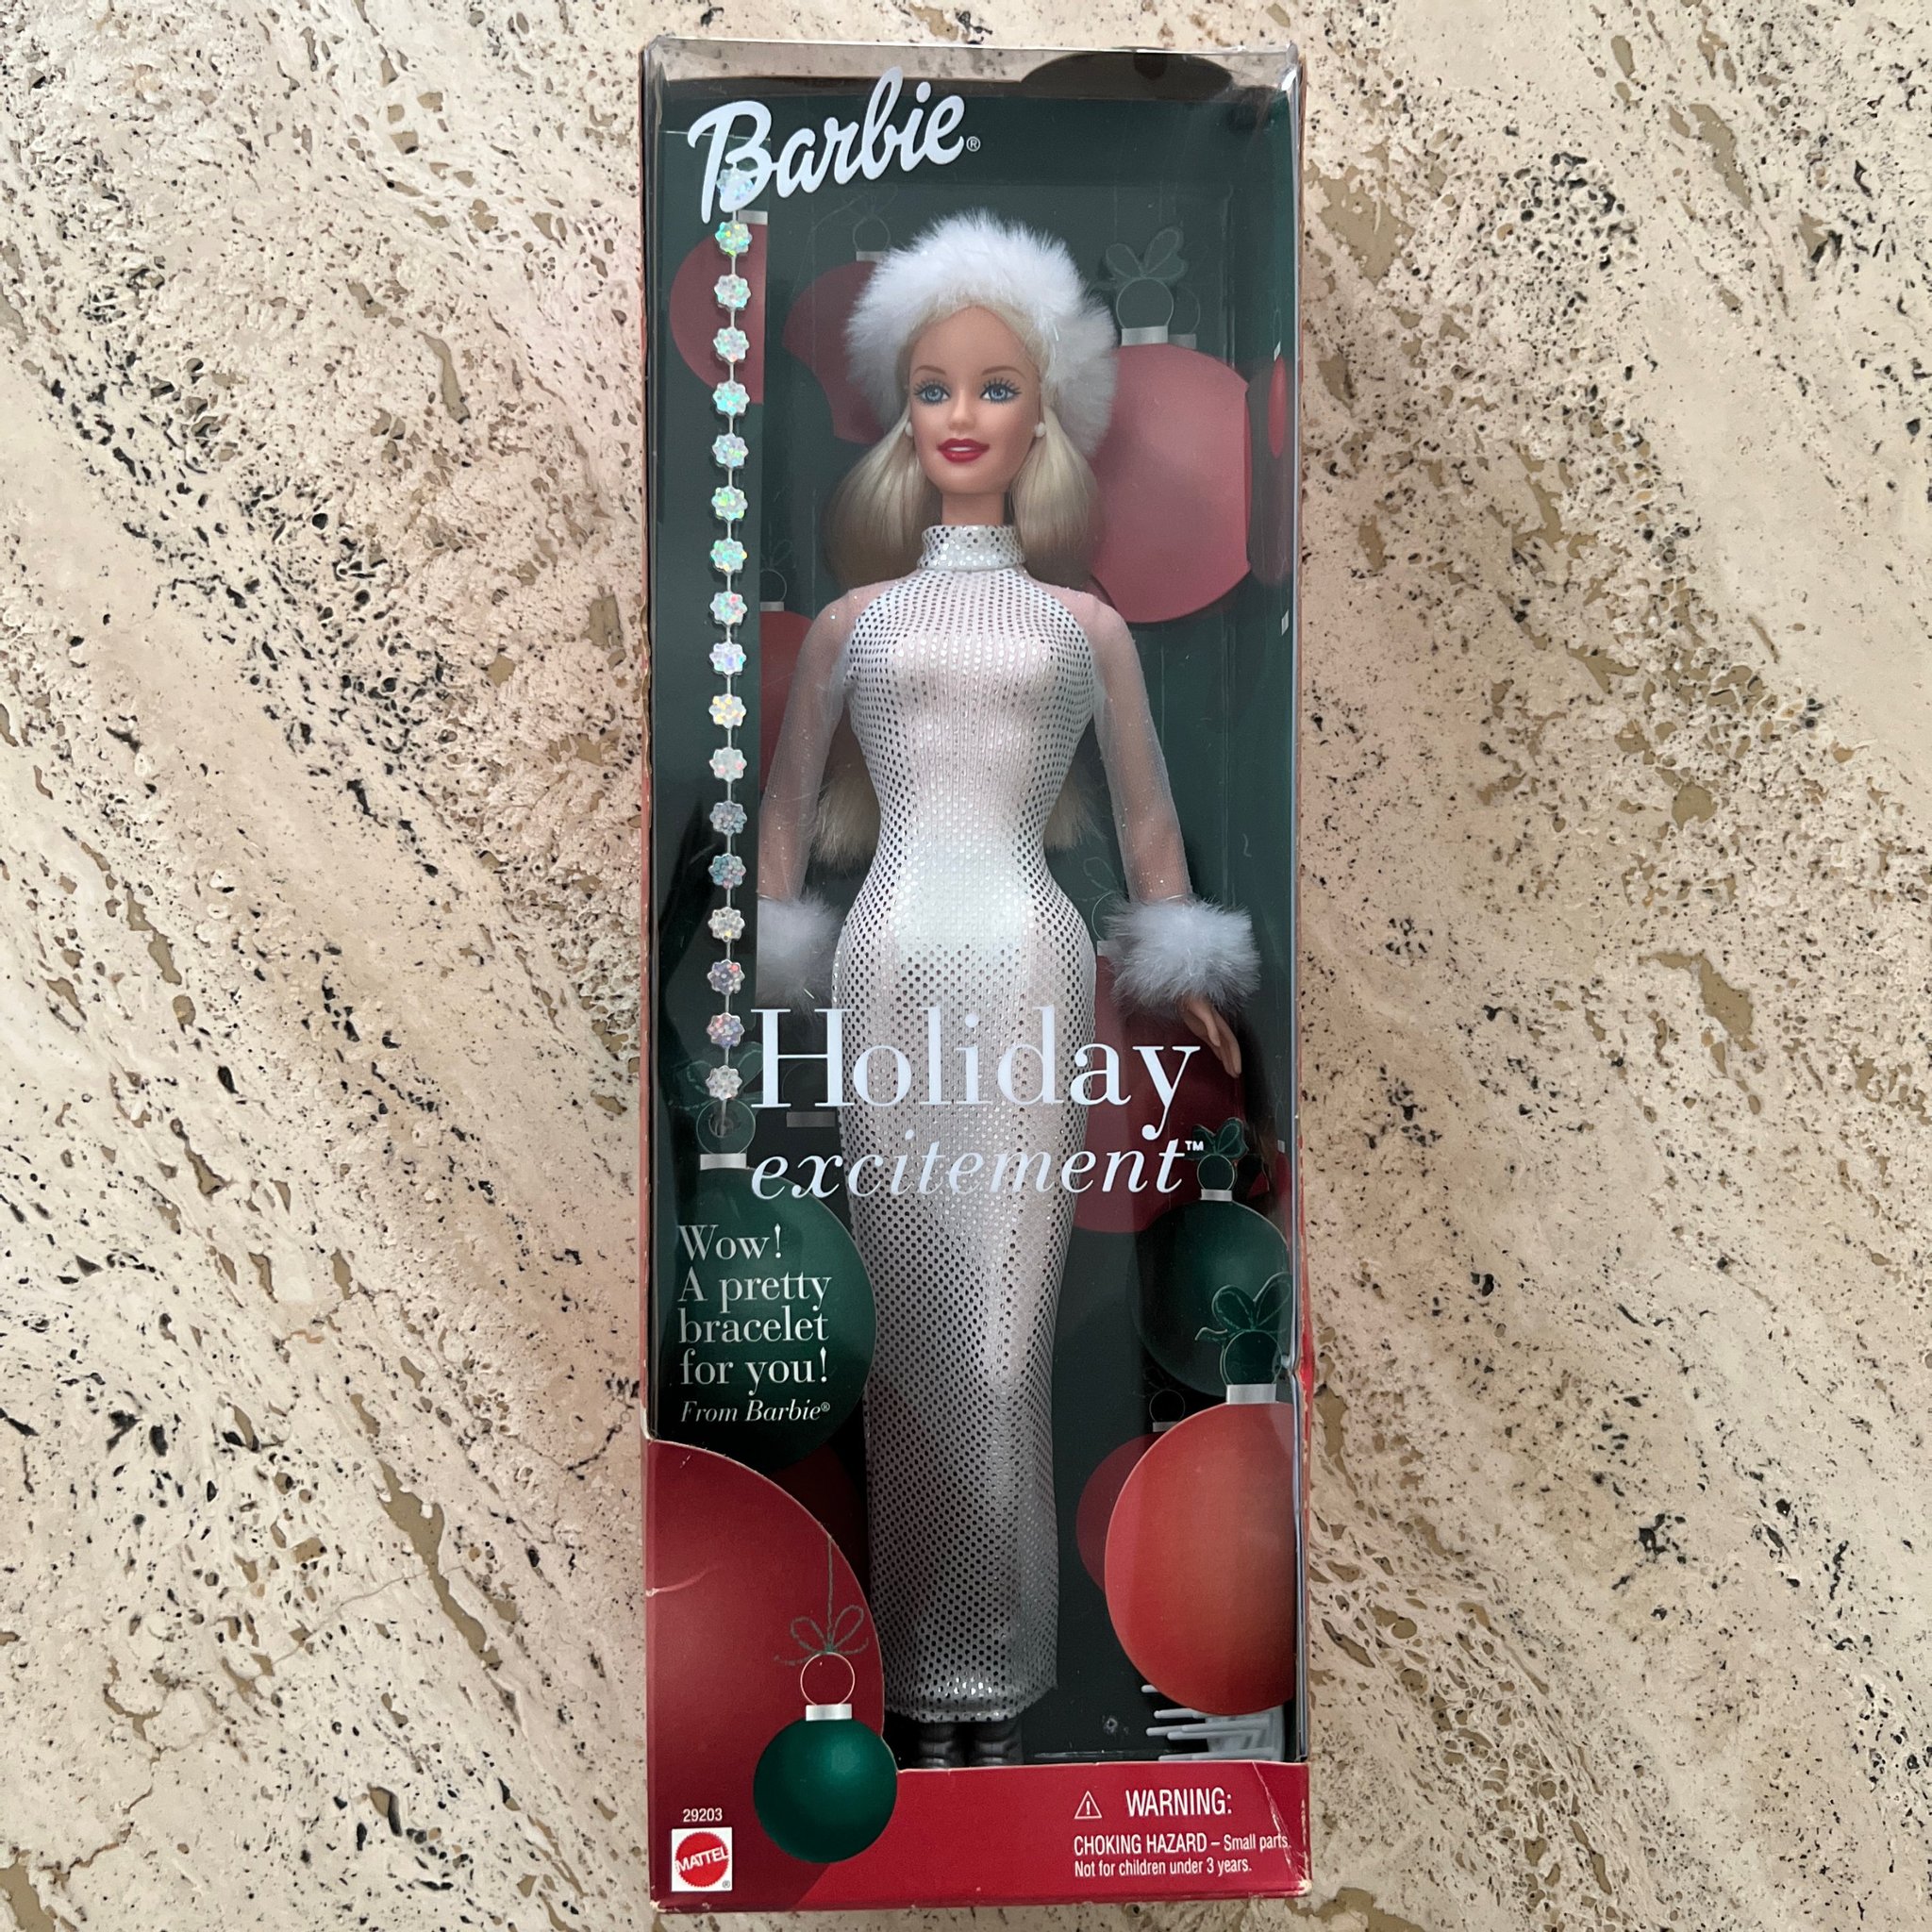 Barbie®
Holiday
excitement™
Wow!
A pretty
bracelet
for you!
From Barbie®
29203
MATTEL
®
⚠ WARNING:
CHOKING HAZARD – Small parts.
Not for children under 3 years.